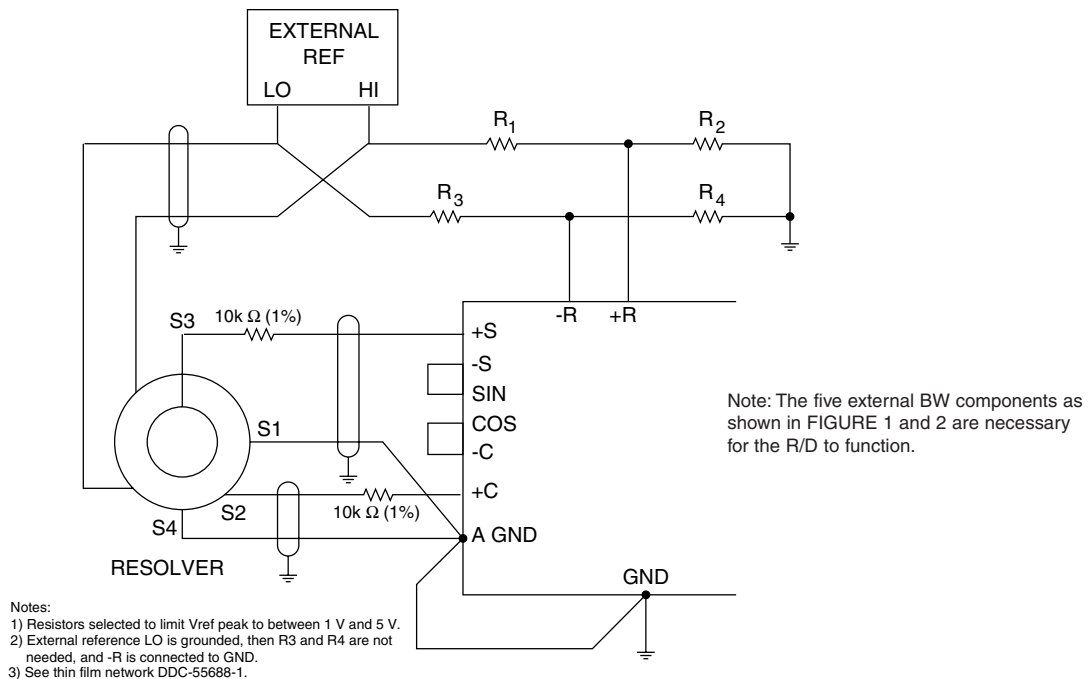 EXTERNAL
REF
LO HI
R1
R2
R3
R4
-R +R
S3
10k Ω (1%)
+S
-S
SIN
COS
-C
+C
A GND
S1
S2
10k Ω (1%)
S4
RESOLVER
GND
Note: The five external BW components as
shown in FIGURE 1 and 2 are necessary
for the R/D to function.
Notes:
1) Resistors selected to limit Vref peak to between 1 V and 5 V.
2) External reference LO is grounded, then R3 and R4 are not
needed, and -R is connected to GND.
3) See thin film network DDC-55688-1.